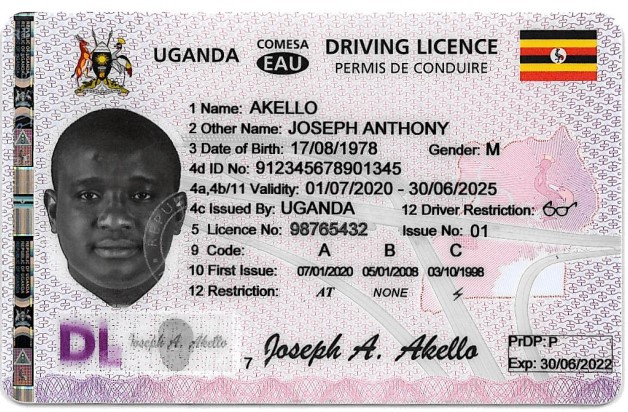 UGANDA COMESA EAU DRIVING LICENCE
PERMIS DE CONDUIRE
1 Name: AKELLO
2 Other Name: JOSEPH ANTHONY
3 Date of Birth: 17/08/1978 Gender: M
4d ID No: 912345678901345
4a,4b/11 Validity: 01/07/2020 - 30/06/2025
4c Issued By: UGANDA 12 Driver Restriction:
5 Licence No: 98765432 Issue No: 01
9 Code: A B C
10 First Issue: 07/01/2020 05/01/2008 03/10/1998
12 Restriction: AT NONE
DL Joseph A. Akello
7 Joseph A. Akello
PrDP: P
Exp: 30/06/2022